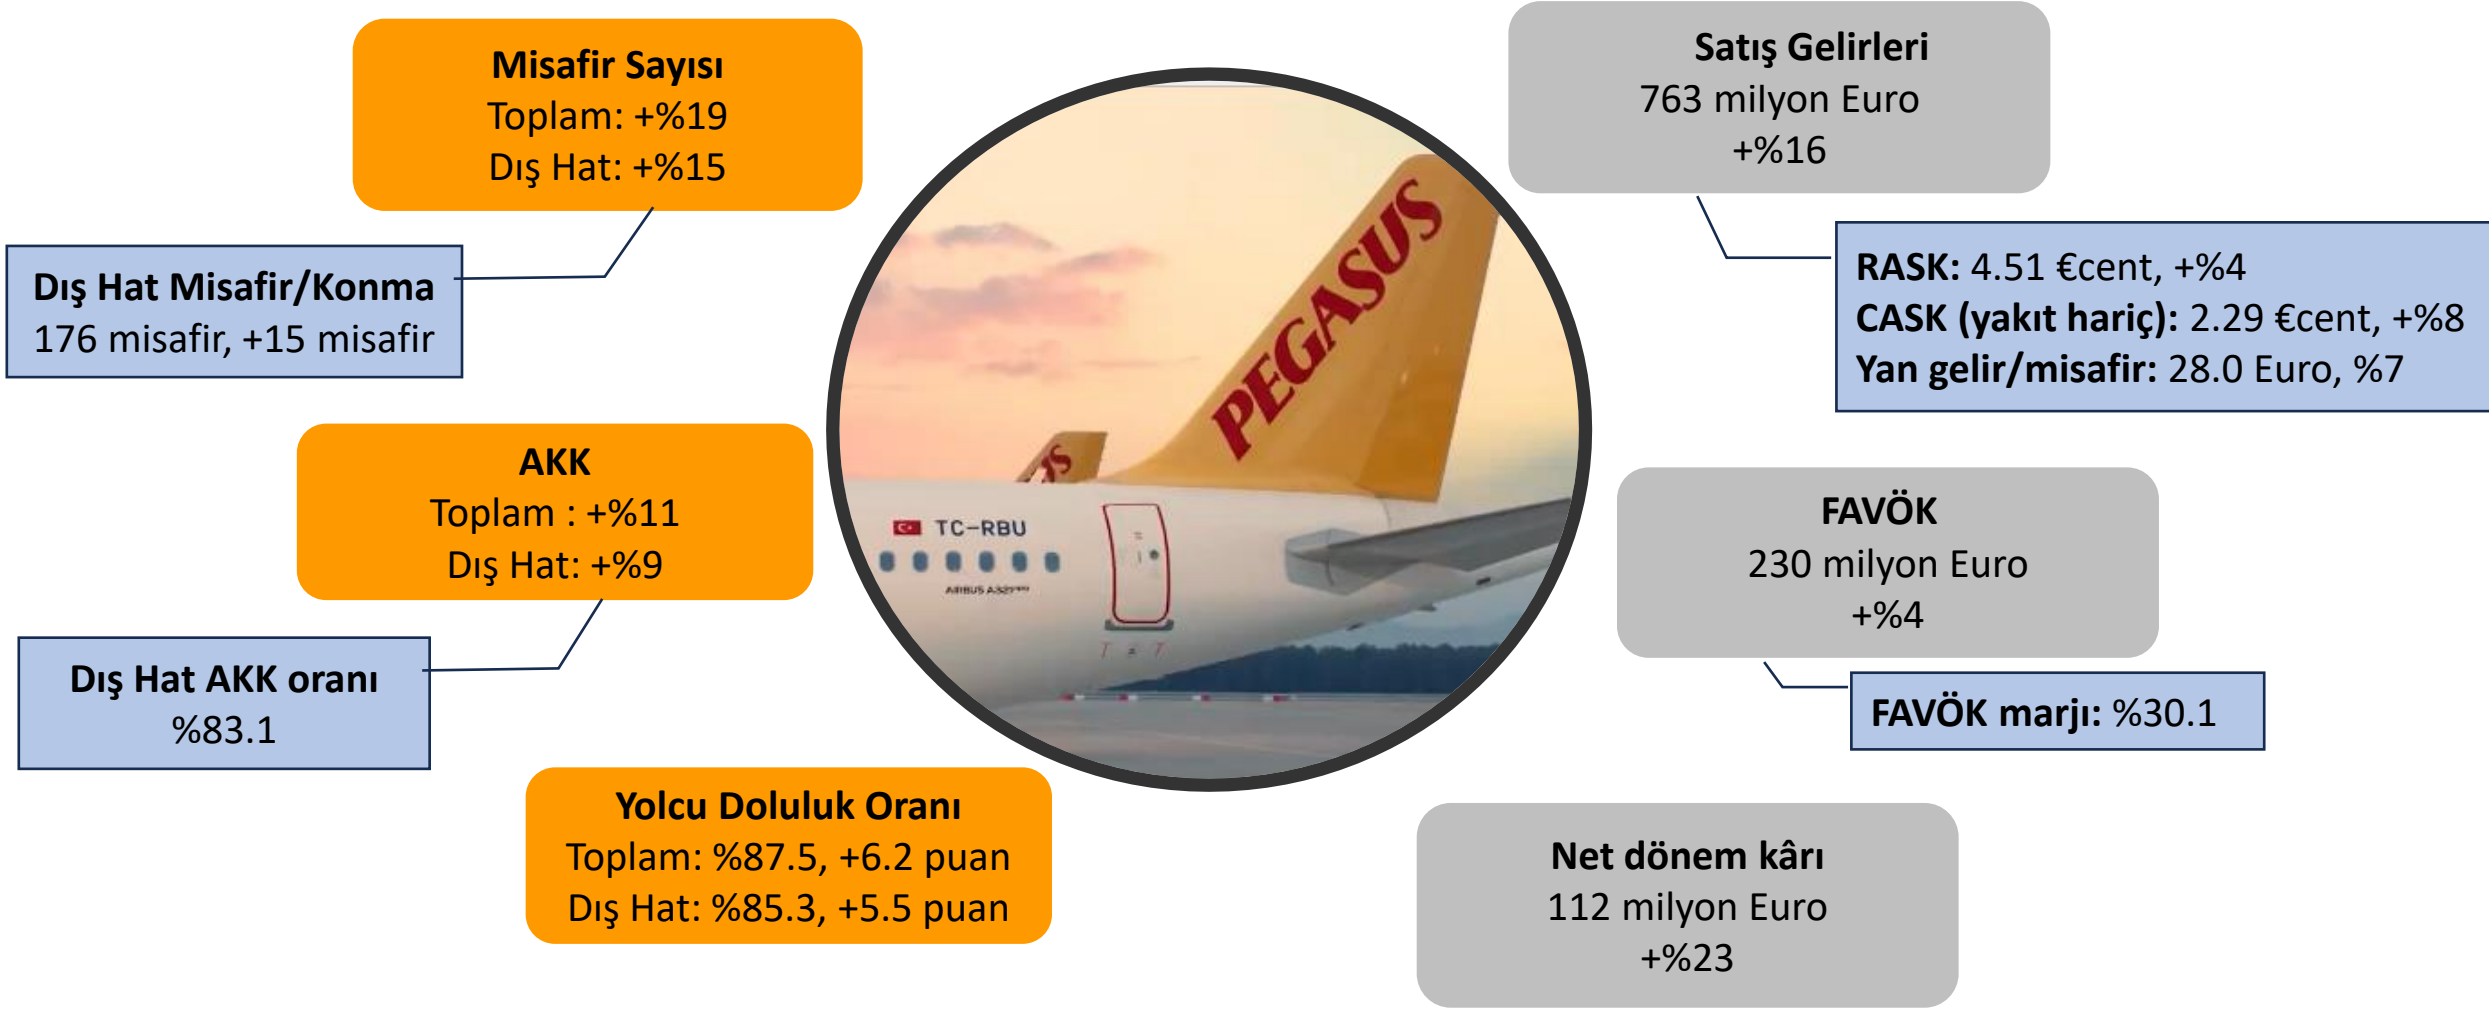 Misafir Sayısı
Toplam: +%19
Dış Hat: +%15
Dış Hat Misafir/Konma
176 misafir, +15 misafir
AKK
Toplam : +%11
Dış Hat: +%9
Dış Hat AKK oranı
%83.1
Yolcu Doluluk Oranı
Toplam: %87.5, +6.2 puan
Dış Hat: %85.3, +5.5 puan
PEGASUS
US
TC-RBU
AIRBUS A321neo
Satış Gelirleri
763 milyon Euro
+%16
RASK: 4.51 €cent, +%4
CASK (yakıt hariç): 2.29 €cent, +%8
Yan gelir/misafir: 28.0 Euro, %7
FAVÖK
230 milyon Euro
+%4
FAVÖK marjı: %30.1
Net dönem kârı
112 milyon Euro
+%23